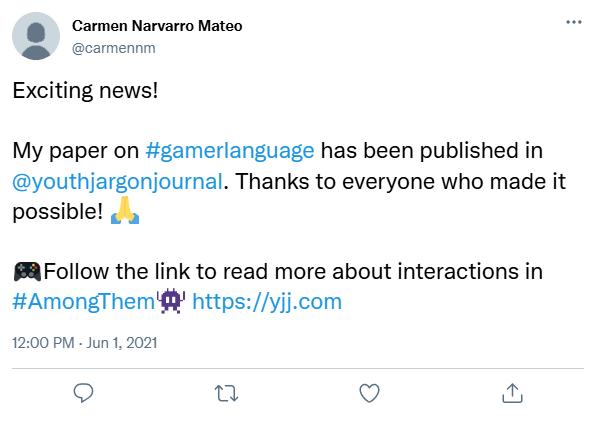 Carmen Narvarro Mateo
@carmennm
Exciting news!
My paper on #gamerlanguage has been published in
@youthjargonjournal. Thanks to everyone who made it
possible! 🙏
🎮Follow the link to read more about interactions in
#AmongThem👾 https://yjj.com
12:00 PM · Jun 1, 2021